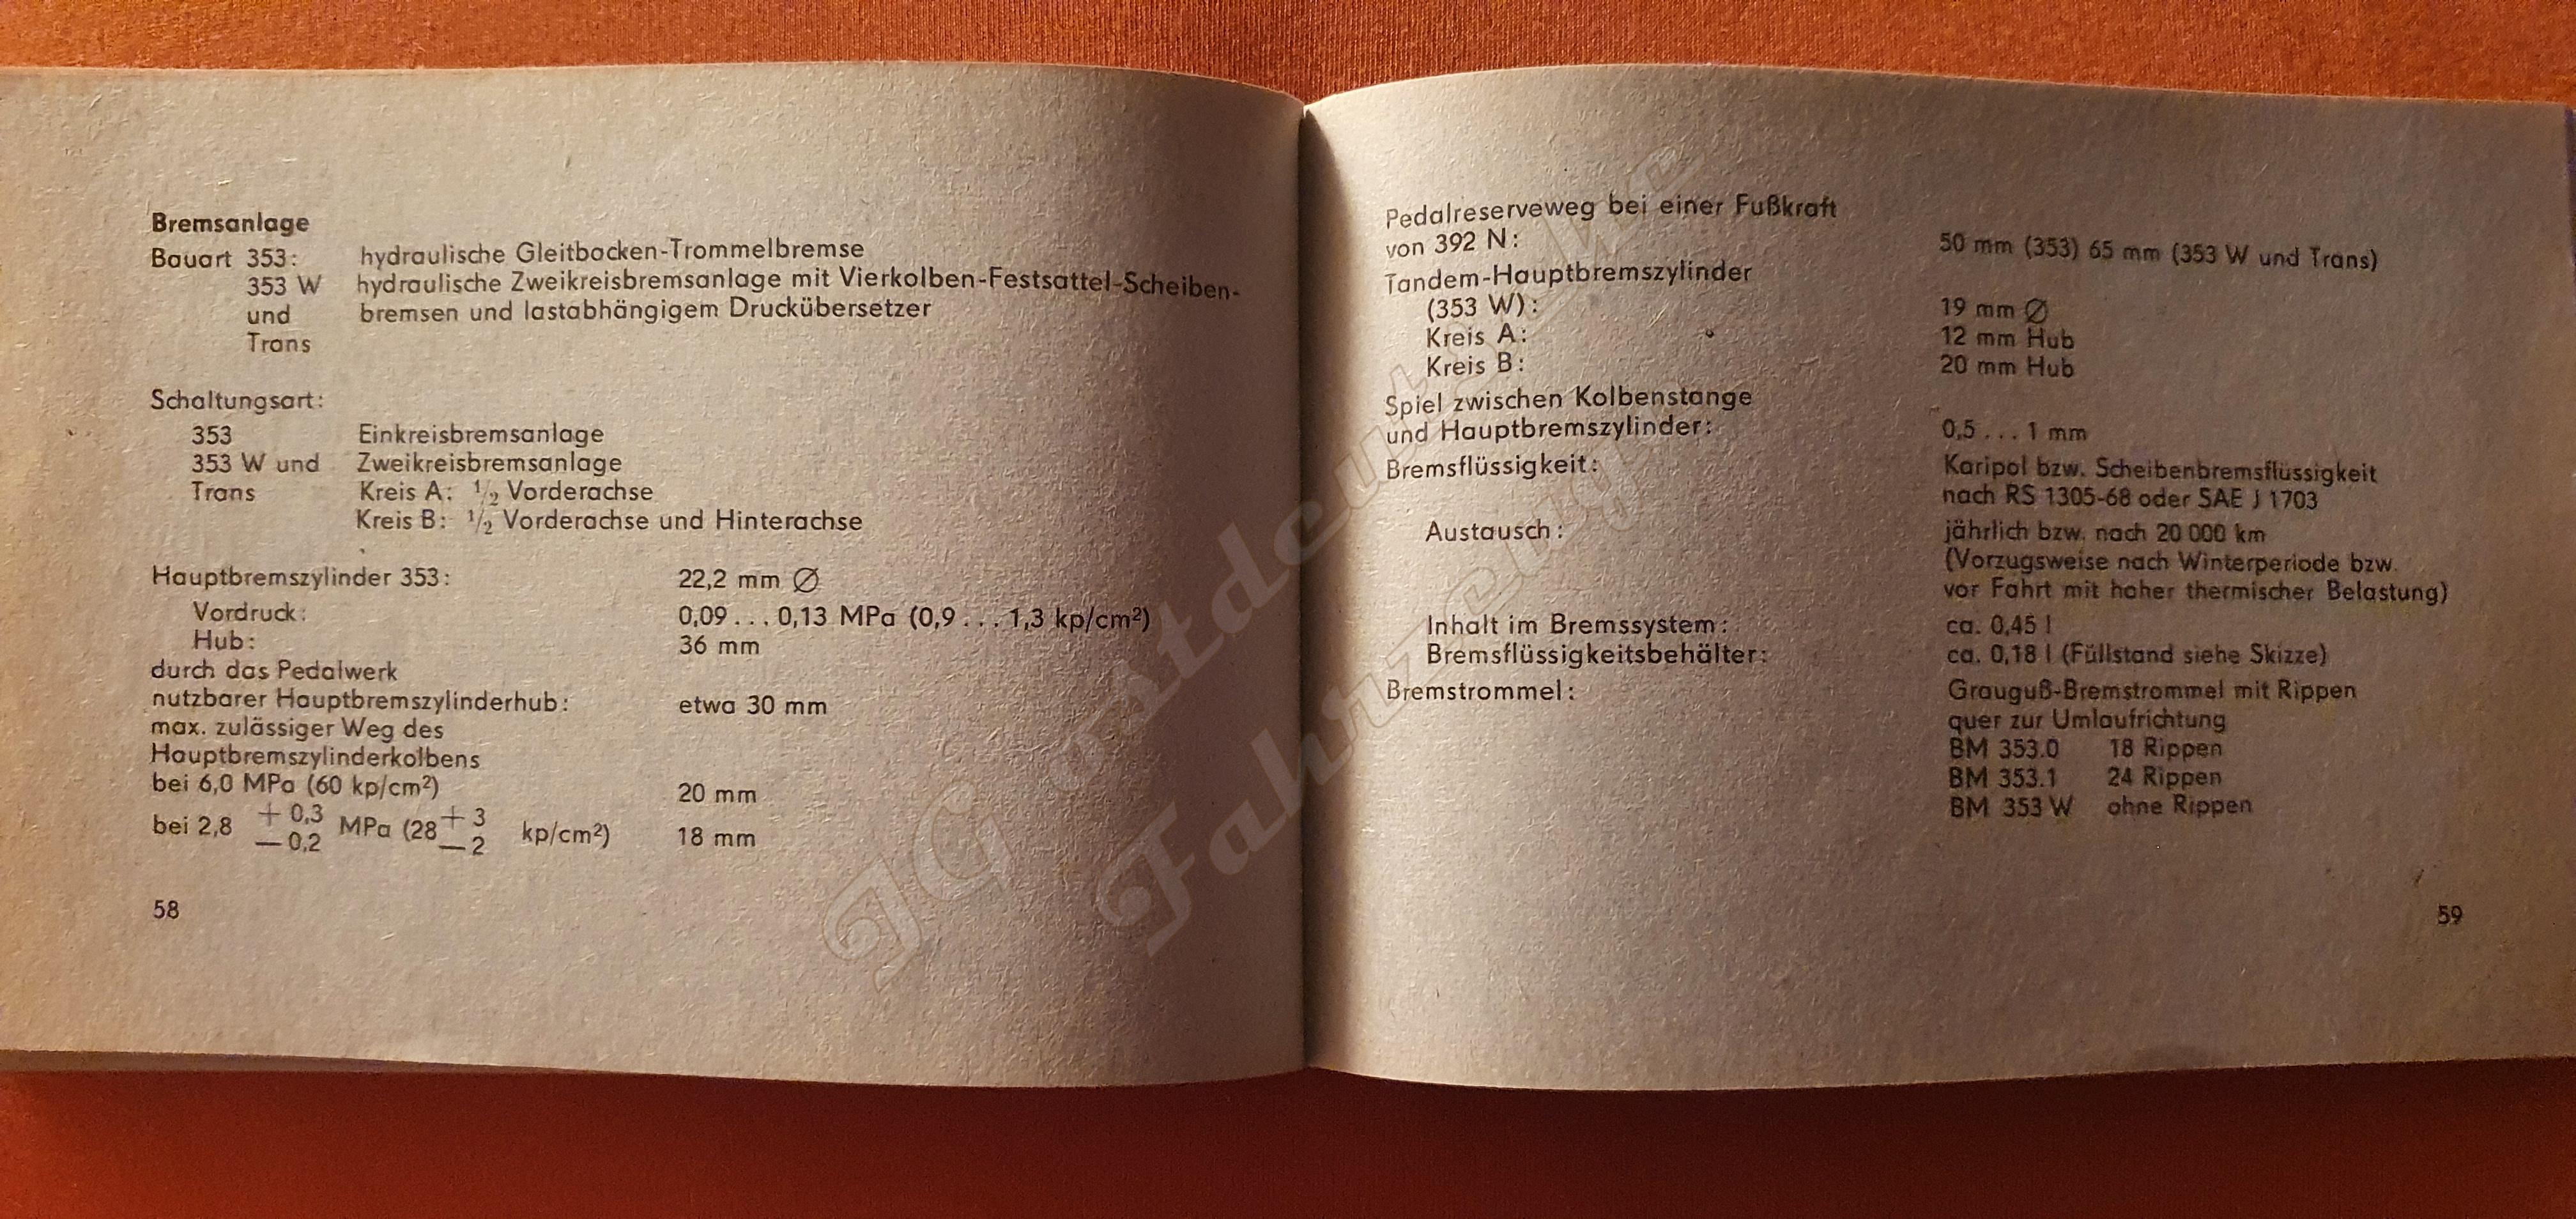 Bremsanlage
Bauart 353: hydraulische Gleitbacken-Trommelbremse
353 W hydraulische Zweikreisbremsanlage mit Vierkolben-Festsattel-Scheiben-
und bremsen und lastabhängigem Druckübersetzer
Trans
Schaltungsart:
353 Einkreisbremsanlage
353 W und Zweikreisbremsanlage
Trans Kreis A: 1/2 Vorderachse
Kreis B: 1/2 Vorderachse und Hinterachse
Hauptbremszylinder 353: 22,2 mm ∅
Vordruck: 0,09 . . . 0,13 MPa (0,9 . . . 1,3 kp/cm²)
Hub: 36 mm
durch das Pedalwerk
nutzbarer Hauptbremszylinderhub: etwa 30 mm
max. zulässiger Weg des
Hauptbremszylinderkolbens
bei 6,0 MPa (60 kp/cm²) 20 mm
bei 2,8 + 0,3 — 0,2 MPa (28 + 3 — 2 kp/cm²) 18 mm
58
Pedalreserveweg bei einer Fußkraft
von 392 N: 50 mm (353) 65 mm (353 W und Trans)
Tandem-Hauptbremszylinder
(353 W): 19 mm ∅
Kreis A: 12 mm Hub
Kreis B: 20 mm Hub
Spiel zwischen Kolbenstange
und Hauptbremszylinder: 0,5 . . . 1 mm
Bremsflüssigkeit: Karipol bzw. Scheibenbremsflüssigkeit
nach RS 1305-68 oder SAE J 1703
Austausch: jährlich bzw. nach 20 000 km
(Vorzugsweise nach Winterperiode bzw.
vor Fahrt mit hoher thermischer Belastung)
Inhalt im Bremssystem: ca. 0,45 l
Bremsflüssigkeitsbehälter: ca. 0,18 l (Füllstand siehe Skizze)
Bremstrommel: Grauguß-Bremstrommel mit Rippen
quer zur Umlaufrichtung
BM 353.0 18 Rippen
BM 353.1 24 Rippen
BM 353 W ohne Rippen
59